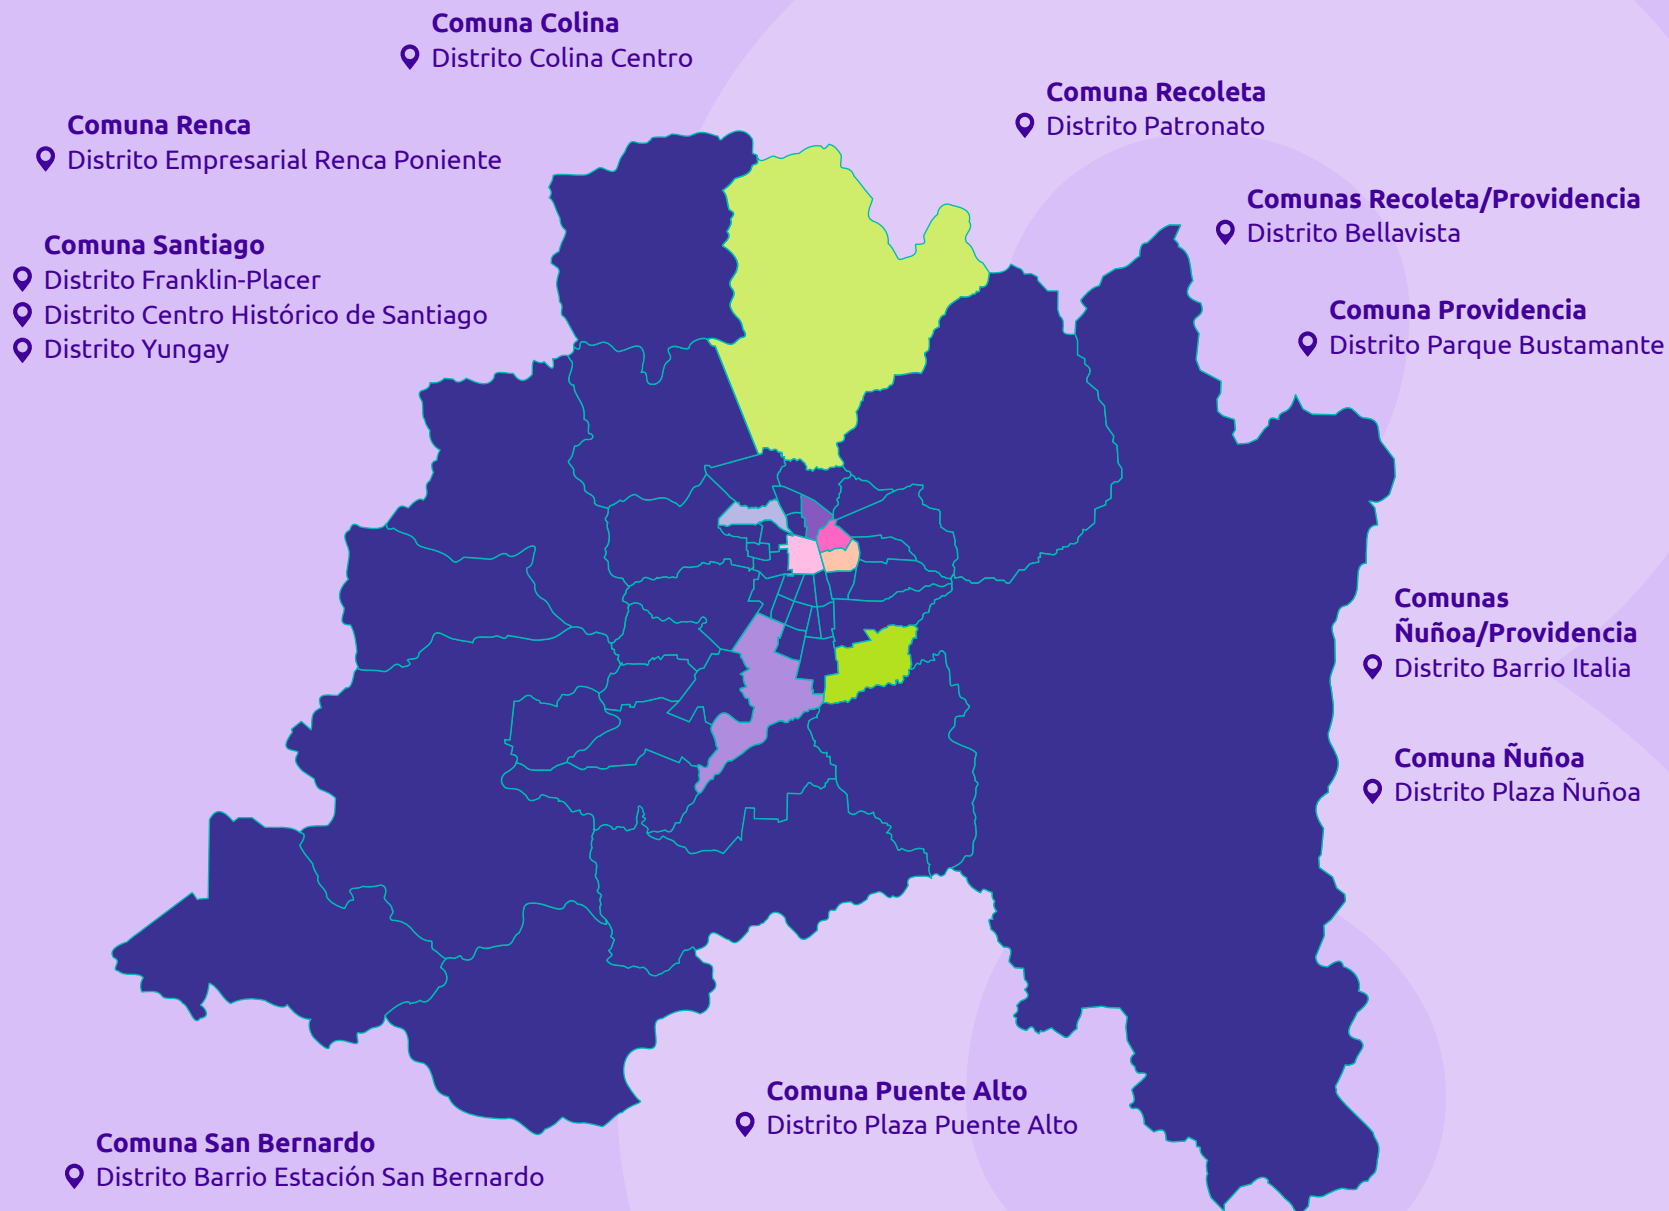 Comuna Colina
Distrito Colina Centro
Comuna Recoleta
Distrito Patronato
Comuna Renca
Distrito Empresarial Renca Poniente
Comunas Recoleta/Providencia
Distrito Bellavista
Comuna Santiago
Distrito Franklin-Placer
Distrito Centro Histórico de Santiago
Distrito Yungay
Comuna Providencia
Distrito Parque Bustamante
Comunas
Ñuñoa/Providencia
Distrito Barrio Italia
Comuna Ñuñoa
Distrito Plaza Ñuñoa
Comuna Puente Alto
Distrito Plaza Puente Alto
Comuna San Bernardo
Distrito Barrio Estación San Bernardo